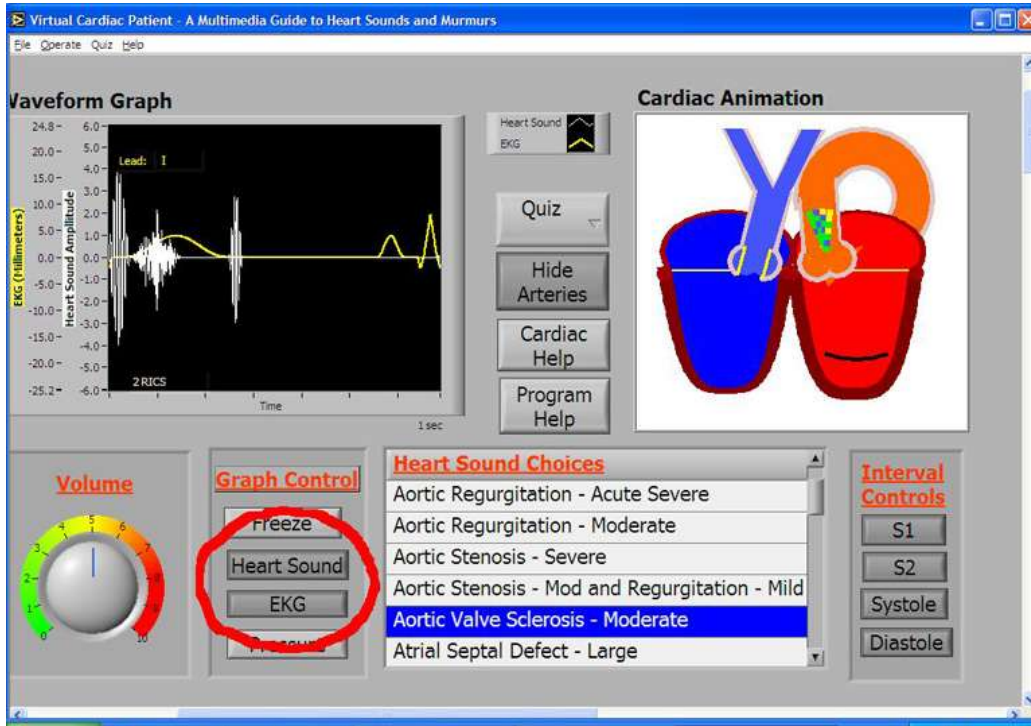 Virtual Cardiac Patient - A Multimedia Guide to Heart Sounds and Murmurs
File Operate Quiz Help
Waveform Graph
Cardiac Animation
24.8
20.0
15.0
10.0
5.0
0.0
-5.0
-10.0
-15.0
-20.0
-25.2
EKG (Millimeters)
6.0
5.0
4.0
3.0
2.0
1.0
0.0
-1.0
-2.0
-3.0
-4.0
-5.0
-6.0
Heart Sound Amplitude
Lead: I
2RICS
Time
1 sec
Heart Sound
EKG
Quiz
Hide
Arteries
Cardiac
Help
Program
Help
Volume
0
1
2
3
4
5
6
7
8
9
10
Graph Control
Freeze
Heart Sound
EKG
Pressure
Heart Sound Choices
Aortic Regurgitation - Acute Severe
Aortic Regurgitation - Moderate
Aortic Stenosis - Severe
Aortic Stenosis - Mod and Regurgitation - Mild
Aortic Valve Sclerosis - Moderate
Atrial Septal Defect - Large
Interval
Controls
S1
S2
Systole
Diastole